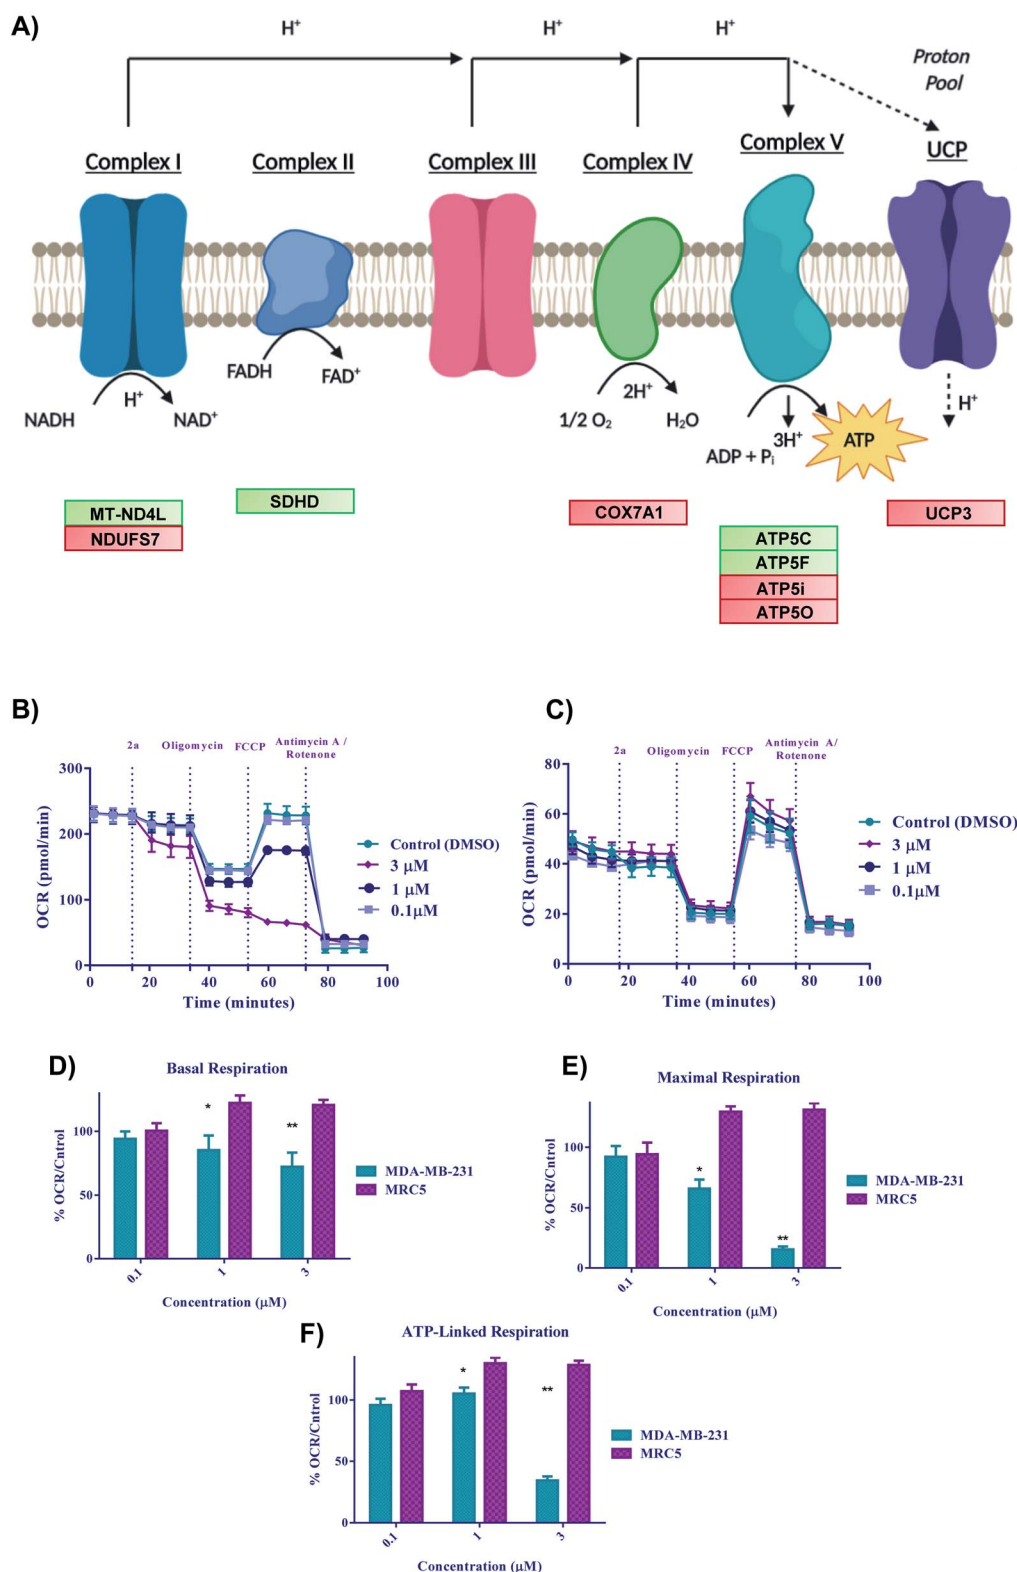 A)
H⁺ H⁺ H⁺
Proton
Pool
Complex I Complex II Complex III Complex IV Complex V UCP
NADH H⁺ NAD⁺
FADH FAD⁺
1/2 O₂ 2H⁺ H₂O
ADP + Pᵢ 3H⁺ ATP
H⁺
MT-ND4L
NDUFS7
SDHD
COX7A1
ATP5C
ATP5F
ATP5i
ATP5O
UCP3
B)
2a Oligomycin FCCP Antimycin A /
Rotenone
OCR (pmol/min)
300
200
100
0
0 20 40 60 80 100
Time (minutes)
Control (DMSO)
3 μM
1 μM
0.1μM
C)
2a Oligomycin FCCP Antimycin A/
Rotenone
OCR (pmol/min)
80
60
40
20
0
0 20 40 60 80 100
Time (minutes)
Control (DMSO)
3 μM
1 μM
0.1μM
D)
Basal Respiration
% OCR/Cntrol
100
50
0
* **
0.1 1 3
Concentration (μM)
MDA-MB-231
MRC5
E)
Maximal Respiration
% OCR/Cntrol
100
50
0
* **
0.1 1 3
Concentration (μM)
MDA-MB-231
MRC5
F)
ATP-Linked Respiration
% OCR/Cntrol
100
50
0
* **
0.1 1 3
Concentration (μM)
MDA-MB-231
MRC5